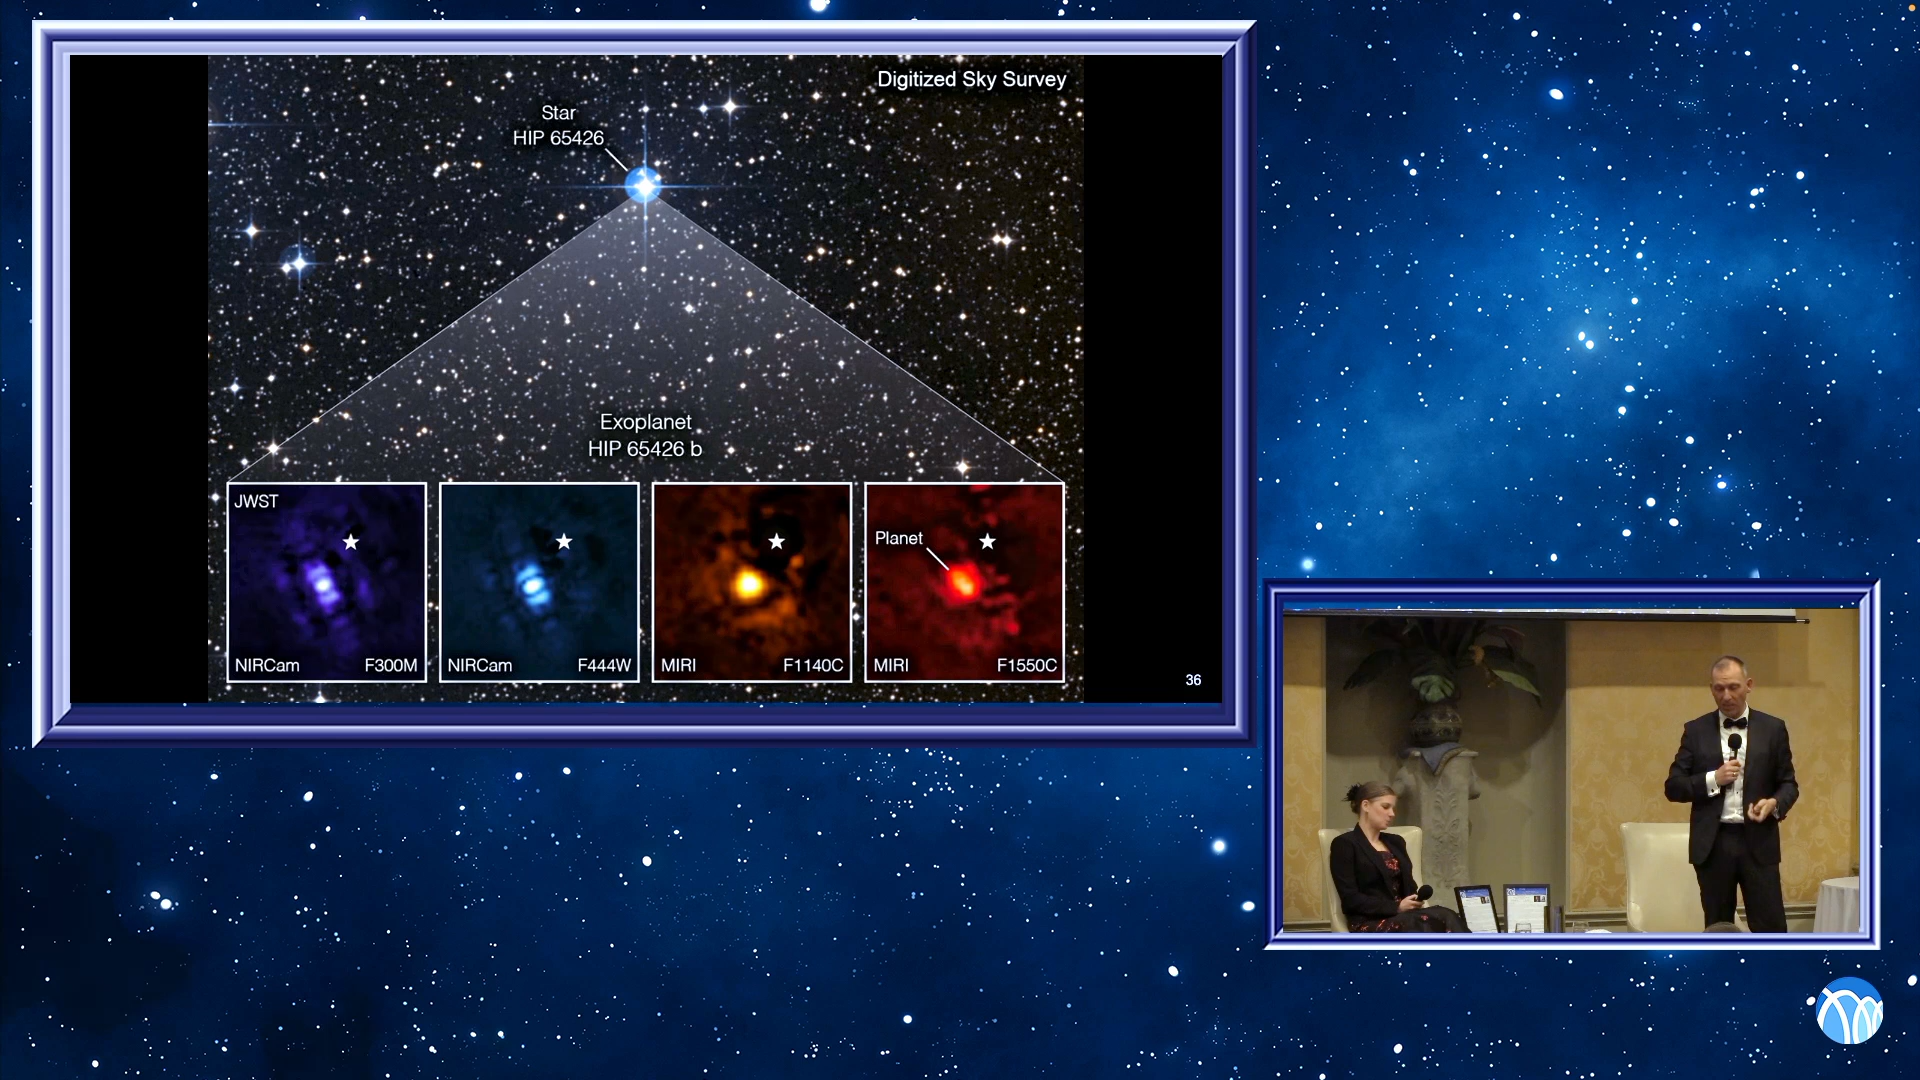 Digitized Sky Survey
Star
HIP 65426
Exoplanet
HIP 65426 b
JWST
NIRCam F300M
NIRCam F444W
MIRI F1140C
Planet
MIRI F1550C
36